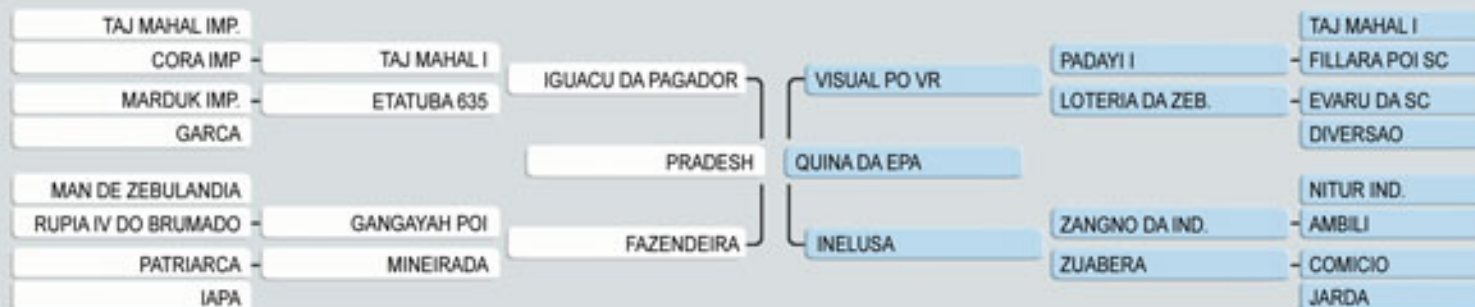 TAJ MAHAL IMP.
TAJ MAHAL I
CORA IMP - TAJ MAHAL I
PADAYI I - FILLARA POI SC
IGUACU DA PAGADOR VISUAL PO VR
MARDUK IMP. - ETATUBA 635
LOTERIA DA ZEB. - EVARU DA SC
GARCA
DIVERSAO
PRADESH QUINA DA EPA
MAN DE ZEBULANDIA
NITUR IND.
RUPIA IV DO BRUMADO - GANGAYAH POI
ZANGNO DA IND. - AMBILI
FAZENDEIRA INELUSA
PATRIARCA - MINEIRADA
ZUABERA - COMICIO
IAPA
JARDA